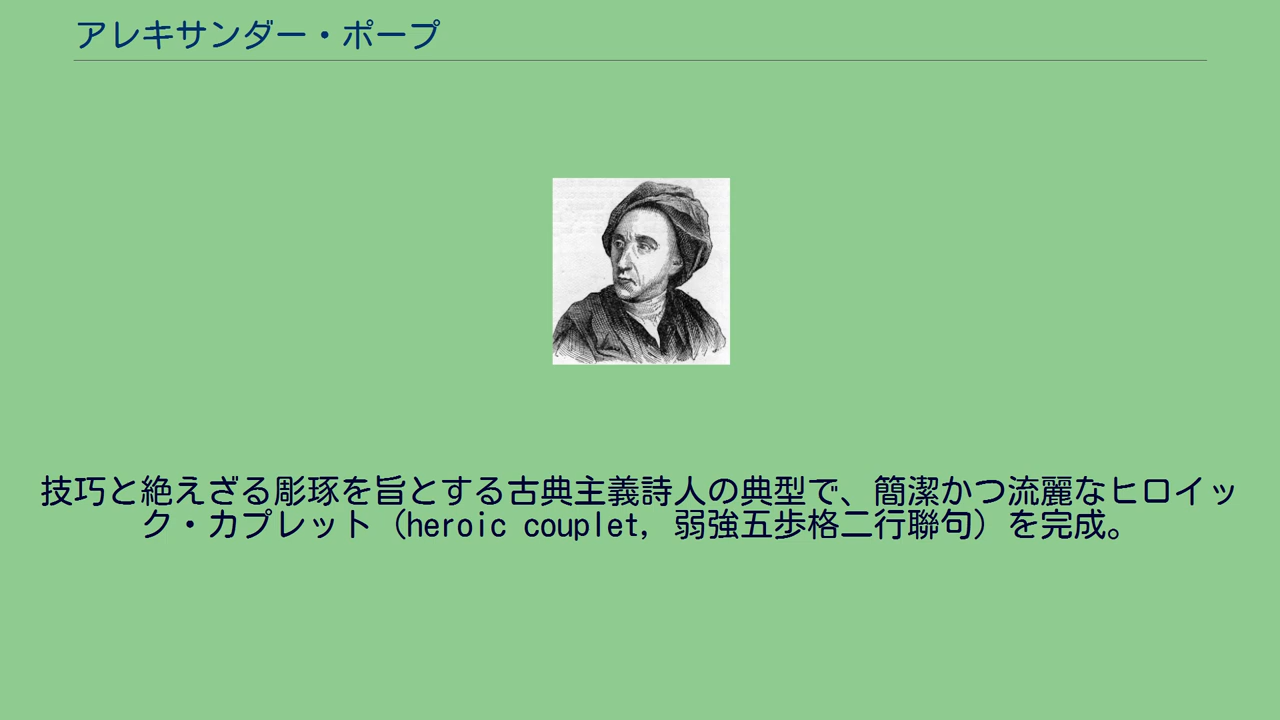 アレキサンダー・ポープ
技巧と絶えざる彫琢を旨とする古典主義詩人の典型で、簡潔かつ流麗なヒロイッ
ク・カプレット（heroic couplet, 弱強五歩格二行聯句）を完成。